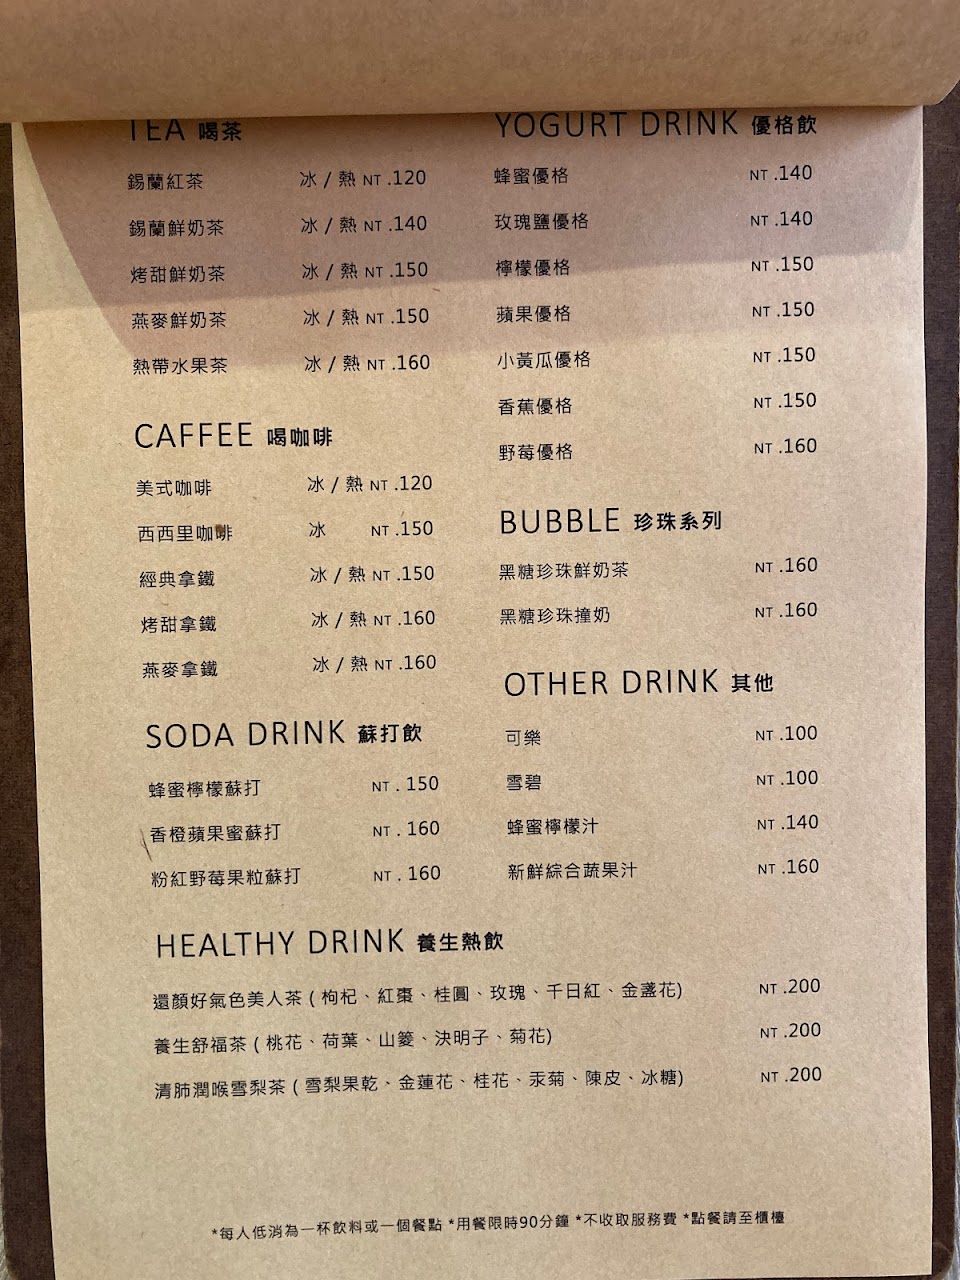 TEA 喝茶
錫蘭紅茶 冰 / 熱 NT .120
錫蘭鮮奶茶 冰 / 熱 NT .140
烤甜鮮奶茶 冰 / 熱 NT .150
燕麥鮮奶茶 冰 / 熱 NT .150
熱帶水果茶 冰 / 熱 NT .160
CAFFEE 喝咖啡
美式咖啡 冰 / 熱 NT .120
西西里咖啡 冰 NT .150
經典拿鐵 冰 / 熱 NT .150
烤甜拿鐵 冰 / 熱 NT .160
燕麥拿鐵 冰 / 熱 NT .160
SODA DRINK 蘇打飲
蜂蜜檸檬蘇打 NT . 150
香橙蘋果蜜蘇打 NT . 160
粉紅野莓果粒蘇打 NT . 160
YOGURT DRINK 優格飲
蜂蜜優格 NT .140
玫瑰鹽優格 NT .140
檸檬優格 NT .150
蘋果優格 NT .150
小黃瓜優格 NT .150
香蕉優格 NT .150
野莓優格 NT .160
BUBBLE 珍珠系列
黑糖珍珠鮮奶茶 NT .160
黑糖珍珠撞奶 NT .160
OTHER DRINK 其他
可樂 NT .100
雪碧 NT .100
蜂蜜檸檬汁 NT .140
新鮮綜合蔬果汁 NT .160
HEALTHY DRINK 養生熱飲
還顏好氣色美人茶 ( 枸杞、紅棗、桂圓、玫瑰、千日紅、金盞花) NT .200
養生舒福茶 ( 桃花、荷葉、山篓、決明子、菊花) NT .200
清肺潤喉雪梨茶 ( 雪梨果乾、金蓮花、桂花、汞菊、陳皮、冰糖) NT .200
*每人低消為一杯飲料或一個餐點 *用餐限時90分鐘 *不收取服務費 *點餐請至櫃檯